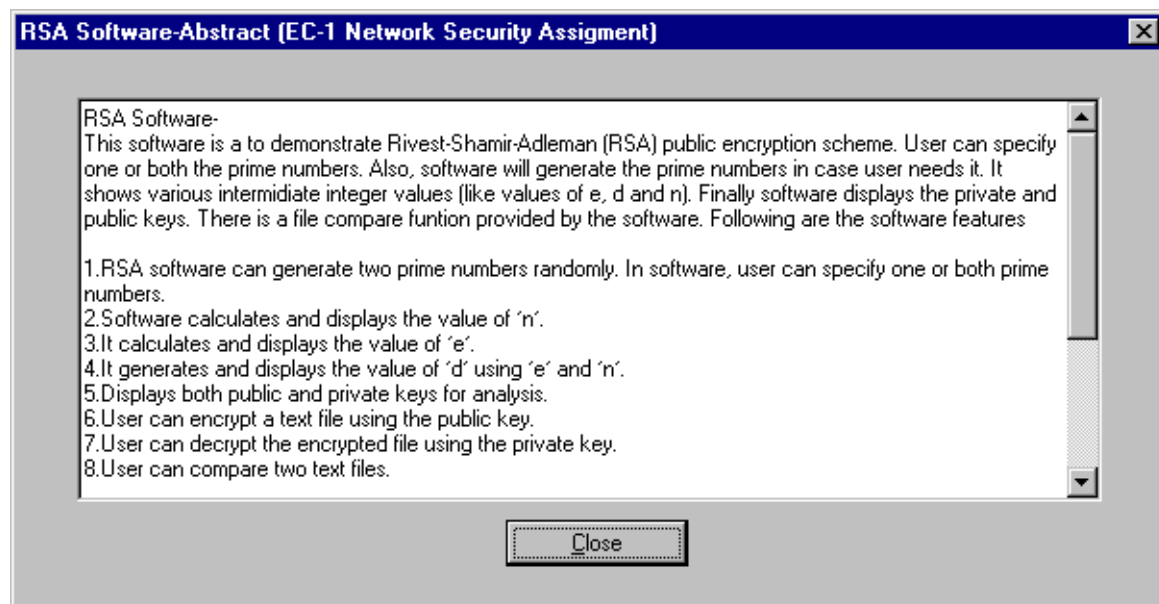 RSA Software-Abstract (EC-1 Network Security Assigment)
RSA Software-
This software is a to demonstrate Rivest-Shamir-Adleman (RSA) public encryption scheme. User can specify
one or both the prime numbers. Also, software will generate the prime numbers in case user needs it. It
shows various intermidiate integer values (like values of e, d and n). Finally software displays the private and
public keys. There is a file compare funtion provided by the software. Following are the software features
1.RSA software can generate two prime numbers randomly. In software, user can specify one or both prime
numbers.
2.Software calculates and displays the value of ´n´.
3.It calculates and displays the value of ´e´.
4.It generates and displays the value of ´d´ using ´e´ and ´n´.
5.Displays both public and private keys for analysis.
6.User can encrypt a text file using the public key.
7.User can decrypt the encrypted file using the private key.
8.User can compare two text files.
Close